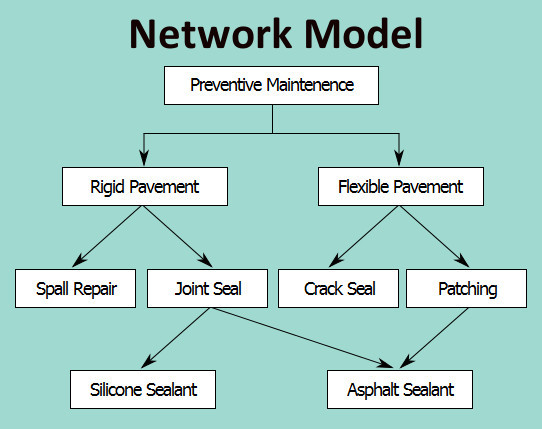 Network Model
Preventive Maintenence
Rigid Pavement
Flexible Pavement
Spall Repair
Joint Seal
Crack Seal
Patching
Silicone Sealant
Asphalt Sealant